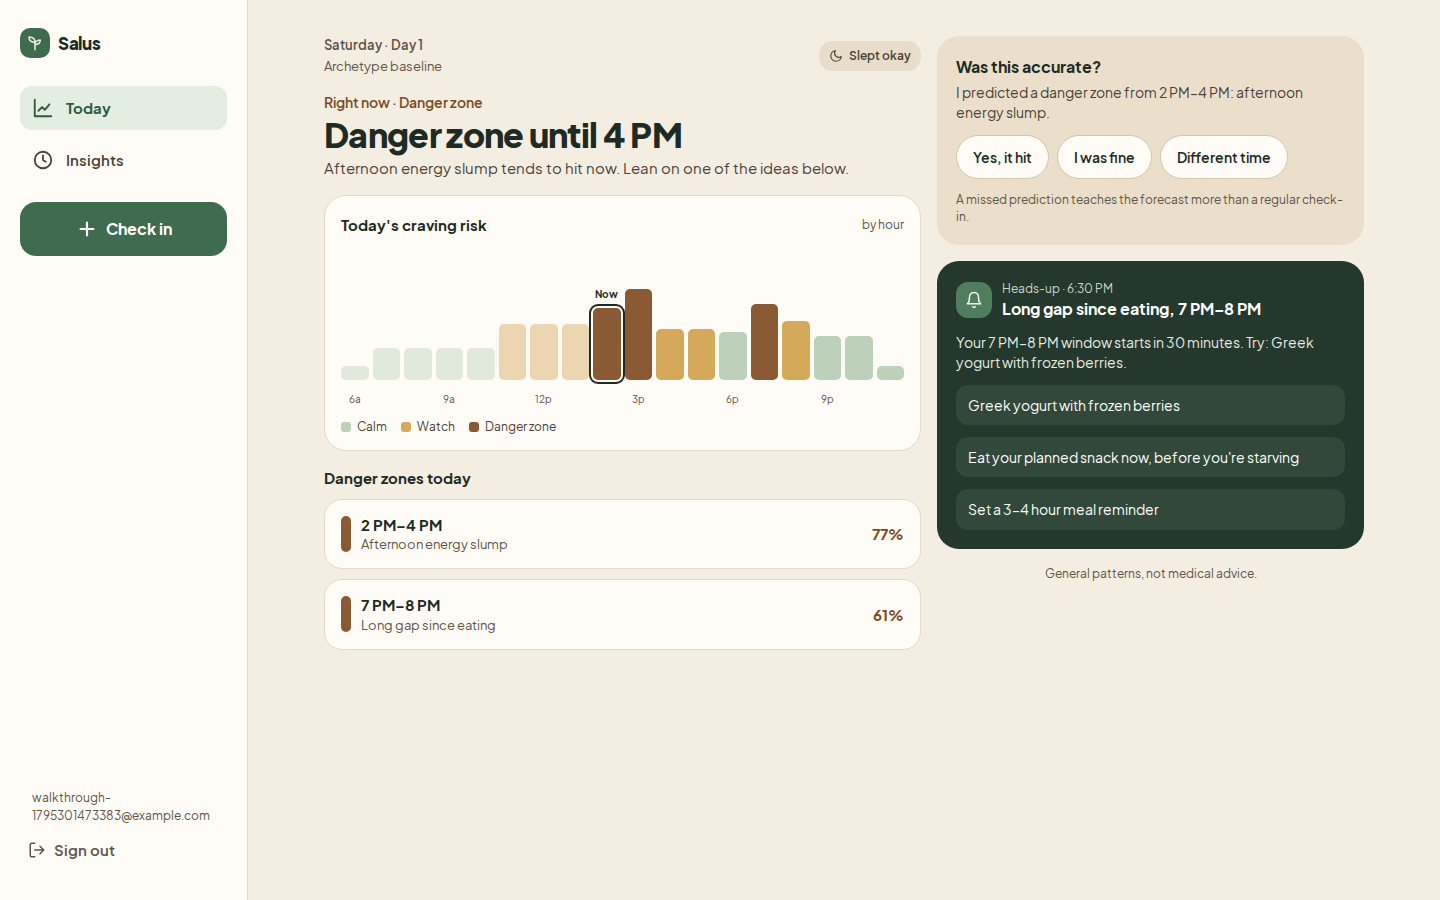 Salus
Today
Insights
Check in
walkthrough-
1795301473383@example.com
Sign out
Saturday · Day 1
Archetype baseline
Slept okay
Right now · Danger zone
Danger zone until 4 PM
Afternoon energy slump tends to hit now. Lean on one of the ideas below.
Today's craving risk
by hour
Now
6a
9a
12p
3p
6p
9p
Calm
Watch
Danger zone
Danger zones today
2 PM–4 PM
Afternoon energy slump
77%
7 PM–8 PM
Long gap since eating
61%
Was this accurate?
I predicted a danger zone from 2 PM–4 PM: afternoon
energy slump.
Yes, it hit
I was fine
Different time
A missed prediction teaches the forecast more than a regular check-
in.
Heads-up · 6:30 PM
Long gap since eating, 7 PM–8 PM
Your 7 PM–8 PM window starts in 30 minutes. Try: Greek
yogurt with frozen berries.
Greek yogurt with frozen berries
Eat your planned snack now, before you're starving
Set a 3–4 hour meal reminder
General patterns, not medical advice.